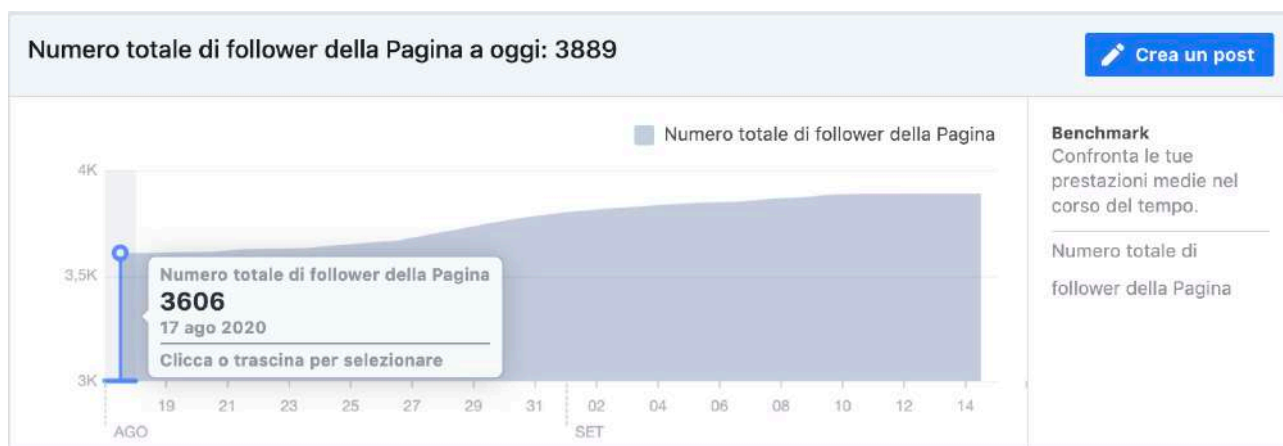 Numero totale di follower della Pagina a oggi: 3889
Crea un post
Numero totale di follower della Pagina
Benchmark
Confronta le tue
prestazioni medie nel
corso del tempo.
Numero totale di
follower della Pagina
4K
3,5K
3K
Numero totale di follower della Pagina
3606
17 ago 2020
Clicca o trascina per selezionare
19 21 23 25 27 29 31 02 04 06 08 10 12 14
AGO SET